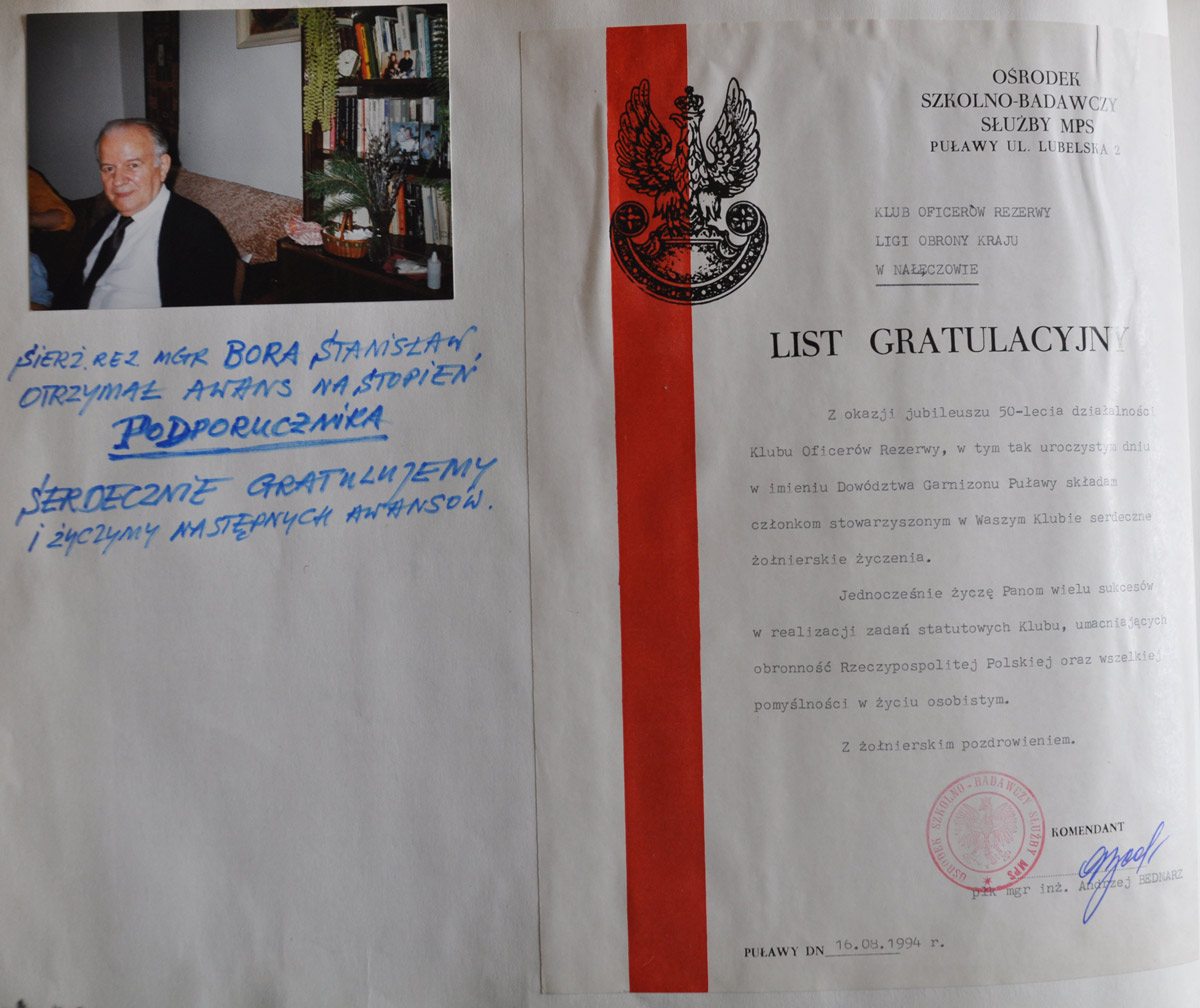 SIERŻ. REZ MGR BORA STANISŁAW,
OTRZYMAŁ AWANS NA STOPIEŃ
PODPORUCZNIKA
SERDECZNIE GRATULUJEMY
I ŻYCZYMY NASTĘPNYCH AWANSÓW.
OŚRODEK
SZKOLNO-BADAWCZY
SŁUŻBY MPS
PUŁAWY UL. LUBELSKA 2
KLUB OFICERÓW REZERWY
LIGI OBRONY KRAJU
W NAŁĘCZOWIE
LIST GRATULACYJNY
Z okazji jubileuszu 50-lecia działalności
Klubu Oficerów Rezerwy, w tym tak uroczystym dniu
w imieniu Dowództwa Garnizonu Puławy składam
członkom stowarzyszonym w Waszym Klubie serdeczne
żołnierskie życzenia.
Jednocześnie życzę Panom wielu sukcesów
w realizacji zadań statutowych Klubu, umacniających
obronność Rzeczypospolitej Polskiej oraz wszelkiej
pomyślności w życiu osobistym.
Z żołnierskim pozdrowieniem.
OŚRODEK SZKOLNO-BADAWCZY SŁUŻBY MPS
KOMENDANT
płk mgr inż. Andrzej BEDNARZ
PUŁAWY DN 16.08.1994 r.